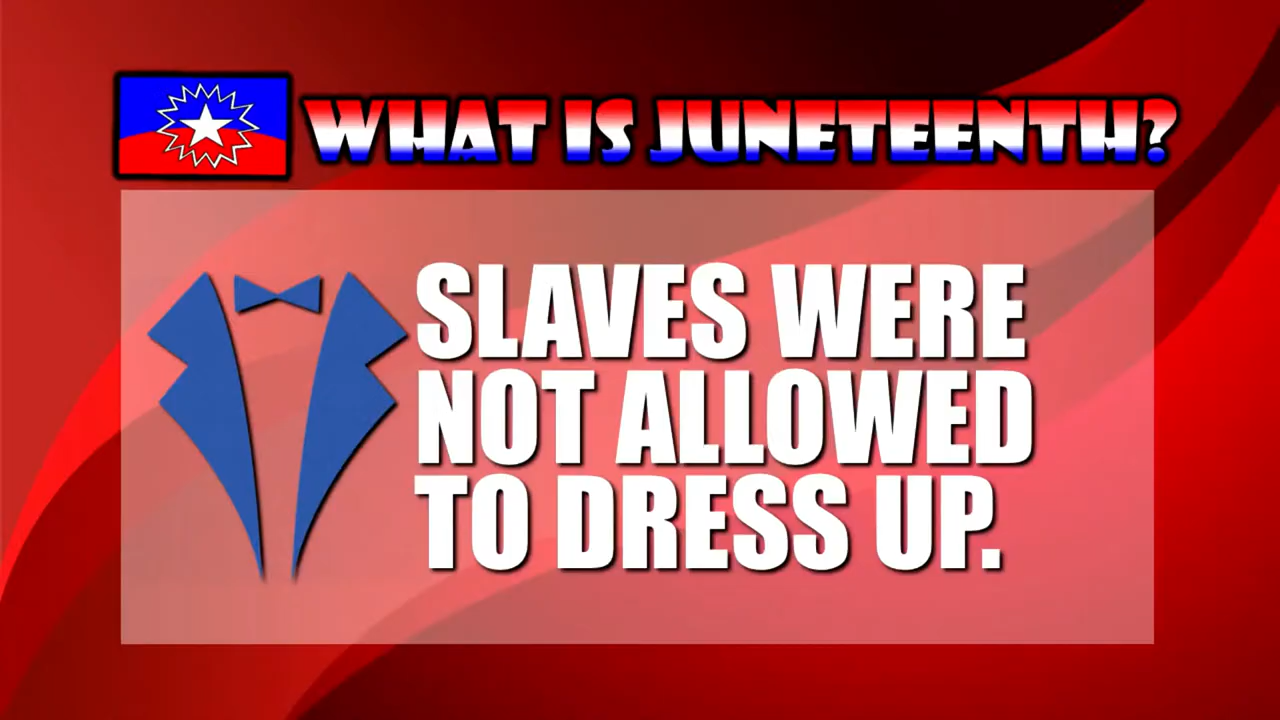 WHAT IS JUNETEENTH?
SLAVES WERE
NOT ALLOWED
TO DRESS UP.